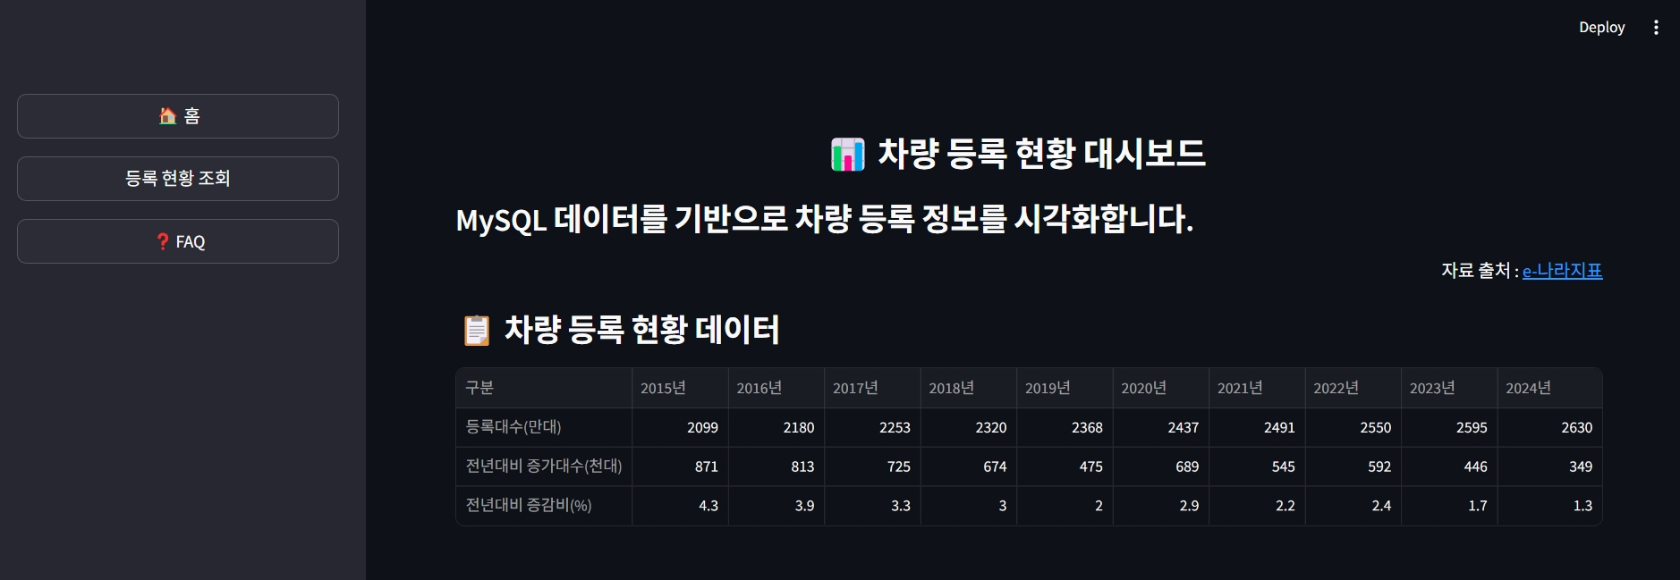 Deploy
🏠 홈
등록 현황 조회
❓ FAQ
📊 차량 등록 현황 대시보드
MySQL 데이터를 기반으로 차량 등록 정보를 시각화합니다.
자료 출처 : e-나라지표
📋 차량 등록 현황 데이터
구분 2015년 2016년 2017년 2018년 2019년 2020년 2021년 2022년 2023년 2024년
등록대수(만대) 2099 2180 2253 2320 2368 2437 2491 2550 2595 2630
전년대비 증가대수(천대) 871 813 725 674 475 689 545 592 446 349
전년대비 증감비(%) 4.3 3.9 3.3 3 2 2.9 2.2 2.4 1.7 1.3